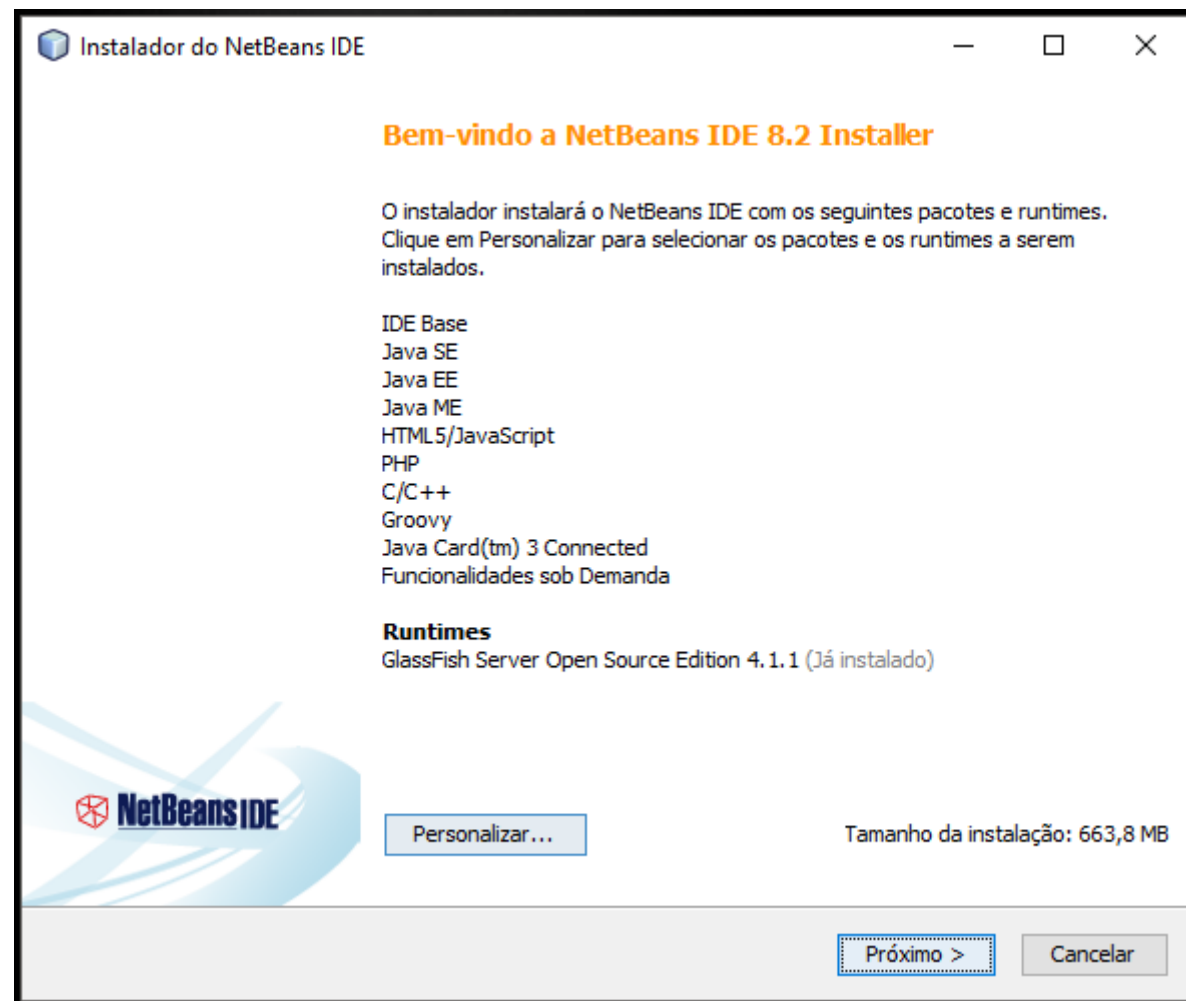 Instalador do NetBeans IDE
Bem-vindo a NetBeans IDE 8.2 Installer
O instalador instalará o NetBeans IDE com os seguintes pacotes e runtimes.
Clique em Personalizar para selecionar os pacotes e os runtimes a serem
instalados.
IDE Base
Java SE
Java EE
Java ME
HTML5/JavaScript
PHP
C/C++
Groovy
Java Card(tm) 3 Connected
Funcionalidades sob Demanda
Runtimes
GlassFish Server Open Source Edition 4.1.1 (Já instalado)
NetBeans IDE
Personalizar...
Tamanho da instalação: 663,8 MB
Próximo >
Cancelar